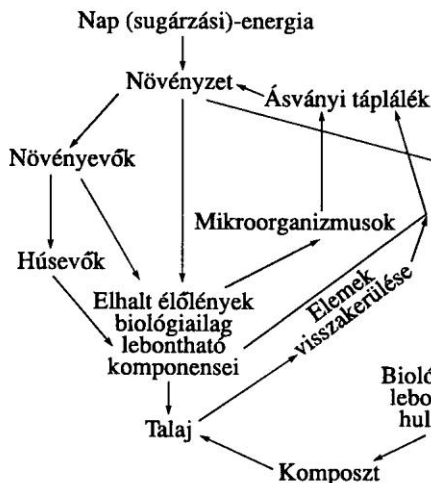 Nap (sugárzási)-energia
Növényzet
Ásványi táplálék
Növényevők
Mikroorganizmusok
Húsevők
Elhalt élőlények
biológiailag
lebontható
komponensei
Elemek
visszakerülése
Talaj
Komposzt